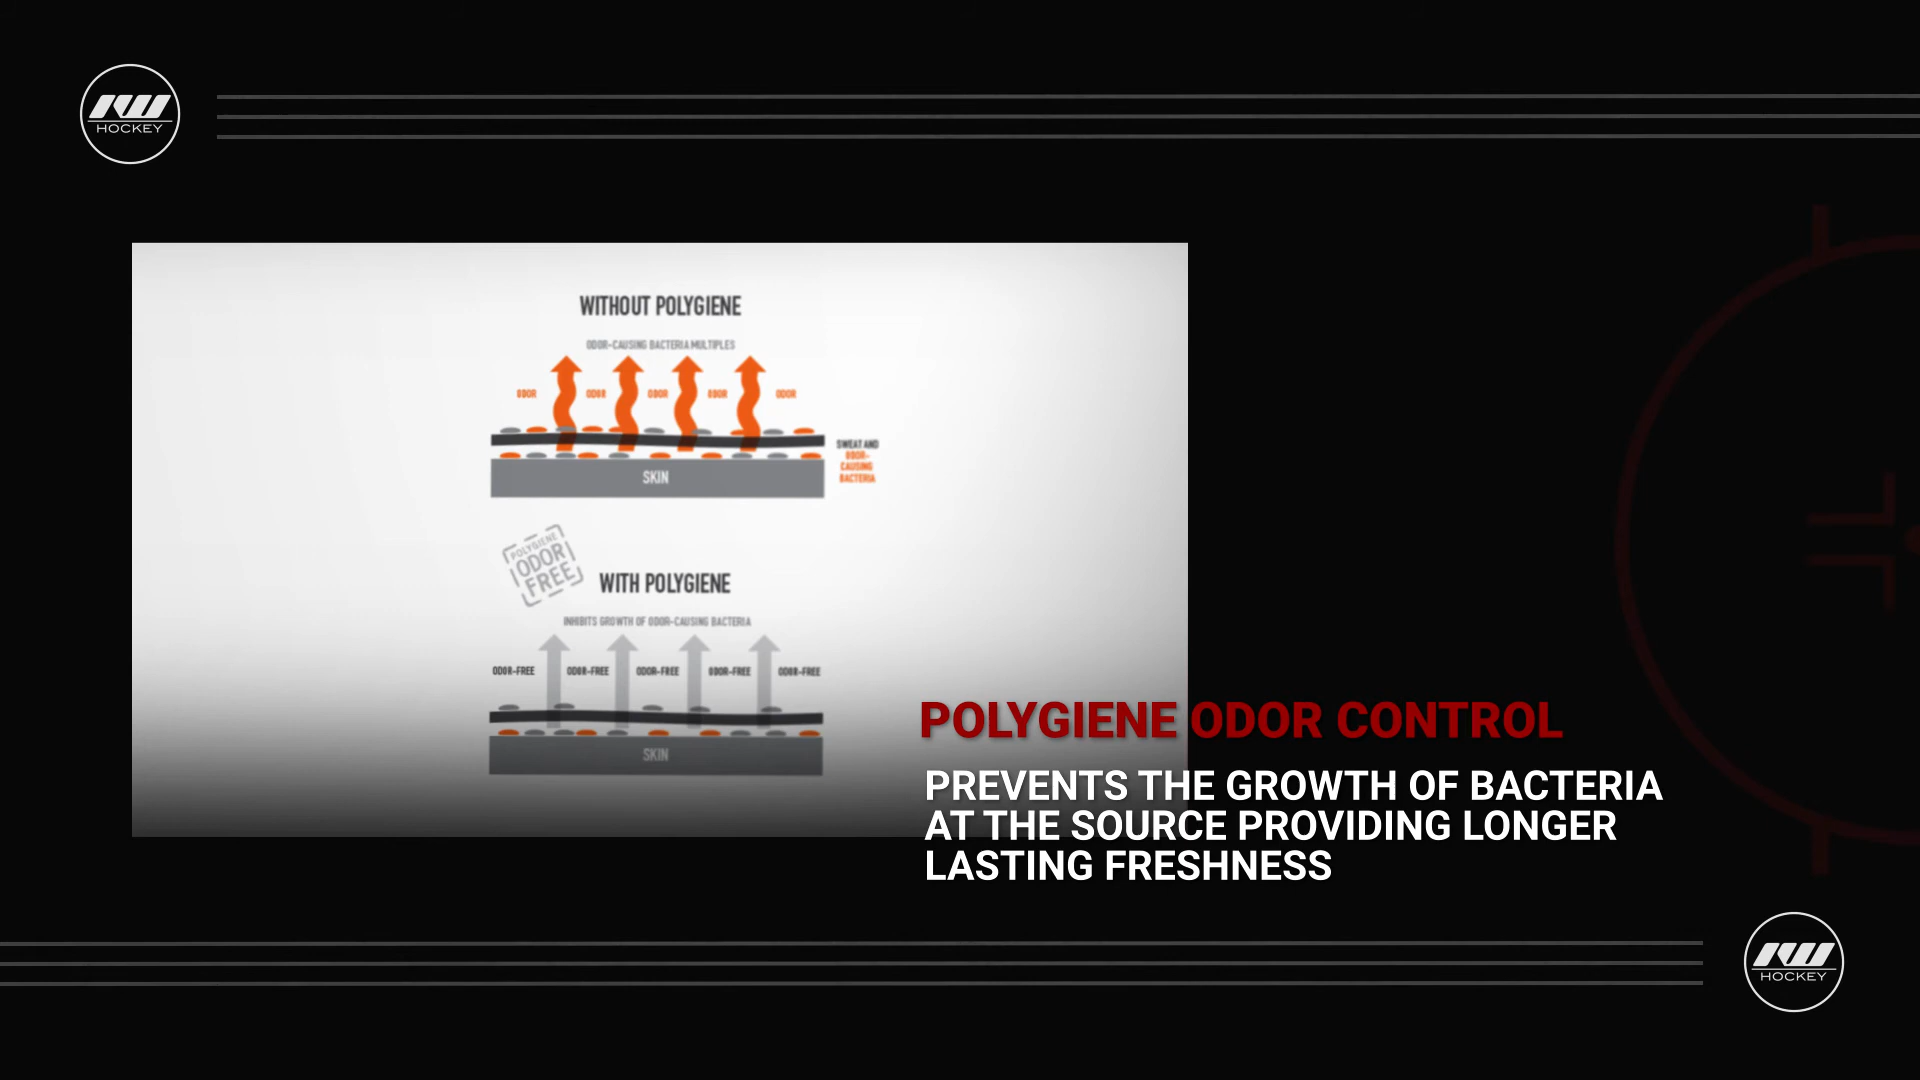 HOCKEY
WITHOUT POLYGIENE
ODOR-CAUSING BACTERIA MULTIPLES
ODOR ODOR ODOR ODOR ODOR
SWEAT AND
ODOR-
CAUSING
BACTERIA
SKIN
POLYGIENE
ODOR
FREE
WITH POLYGIENE
INHIBITS GROWTH OF ODOR-CAUSING BACTERIA
ODOR-FREE ODOR-FREE ODOR-FREE ODOR-FREE ODOR-FREE
SKIN
POLYGIENE ODOR CONTROL
PREVENTS THE GROWTH OF BACTERIA
AT THE SOURCE PROVIDING LONGER
LASTING FRESHNESS
HOCKEY